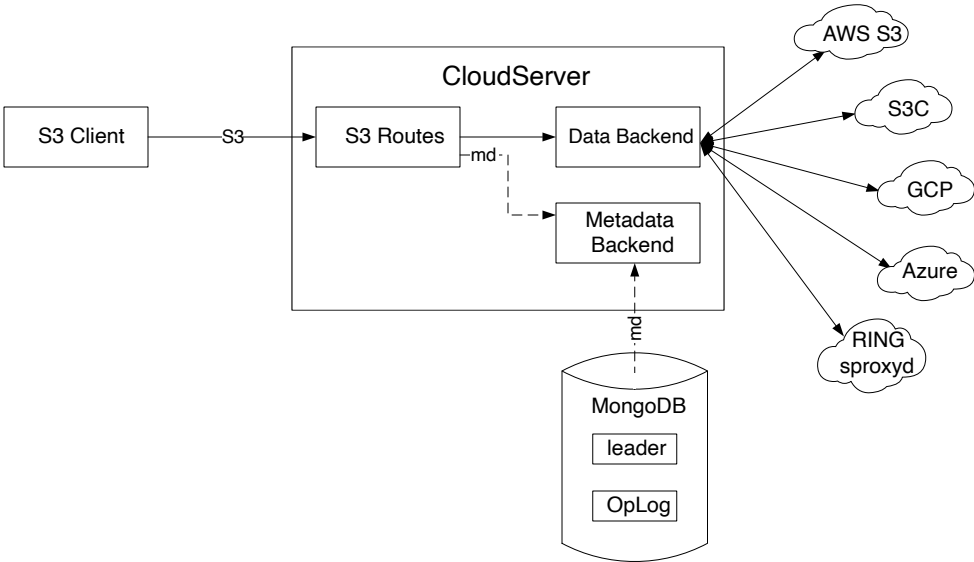 AWS S3
CloudServer
S3C
S3 Client
S3
S3 Routes
Data Backend
md
GCP
Metadata
Backend
Azure
md
RING
sproxyd
MongoDB
leader
OpLog